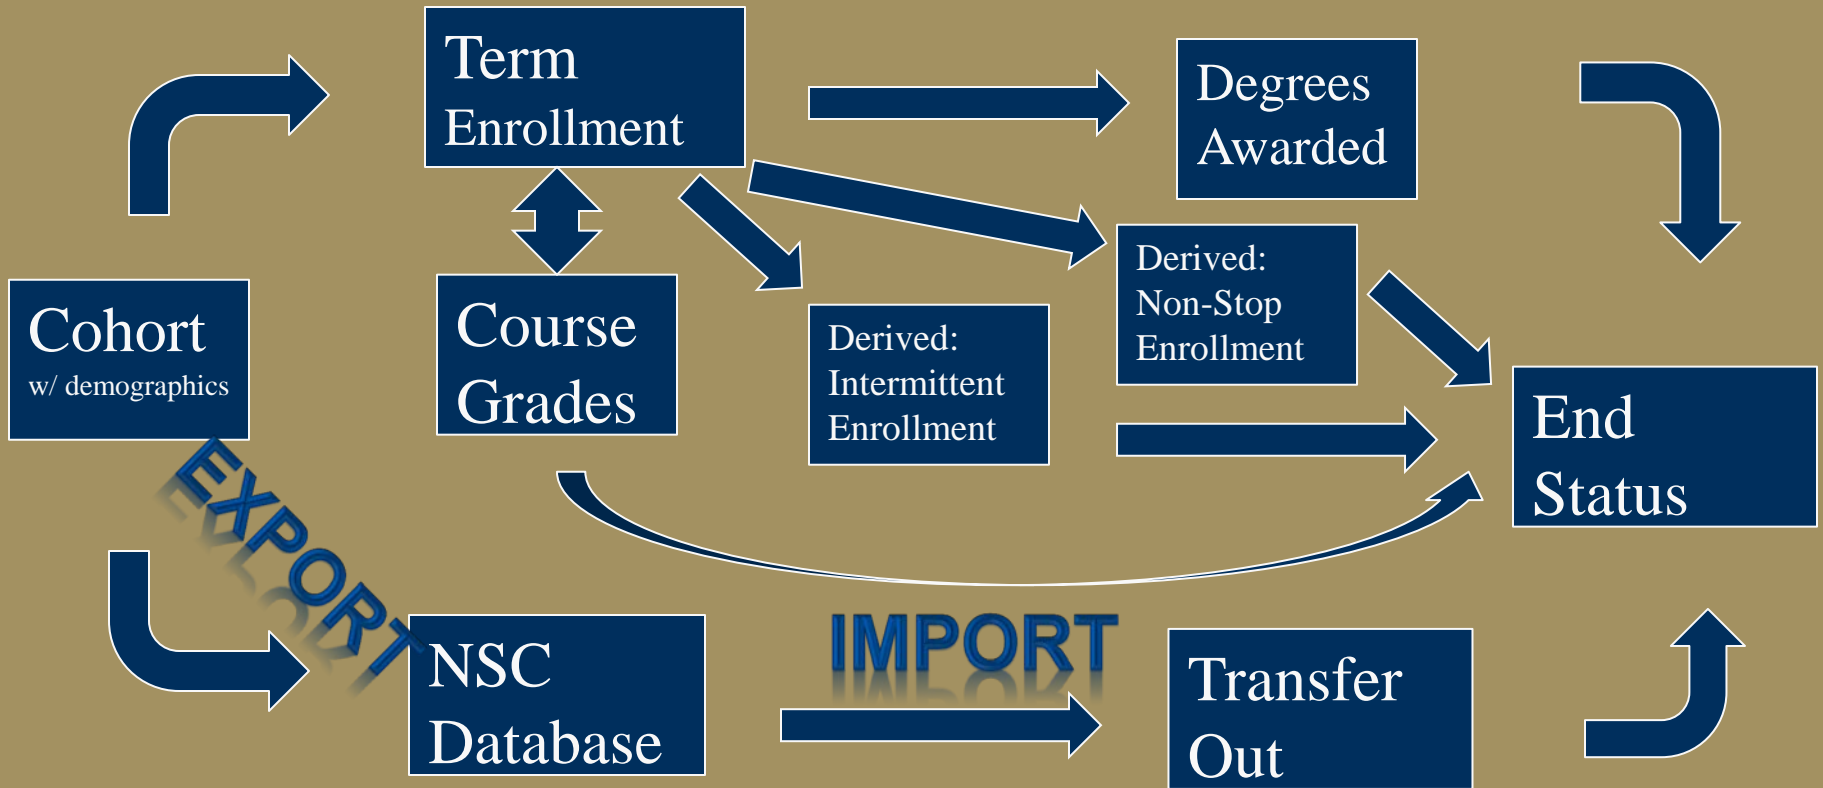 Term
Enrollment
Degrees
Awarded
Cohort
w/ demographics
Course
Grades
Derived:
Intermittent
Enrollment
Derived:
Non-Stop
Enrollment
End
Status
EXPORT
NSC
Database
IMPORT
Transfer
Out